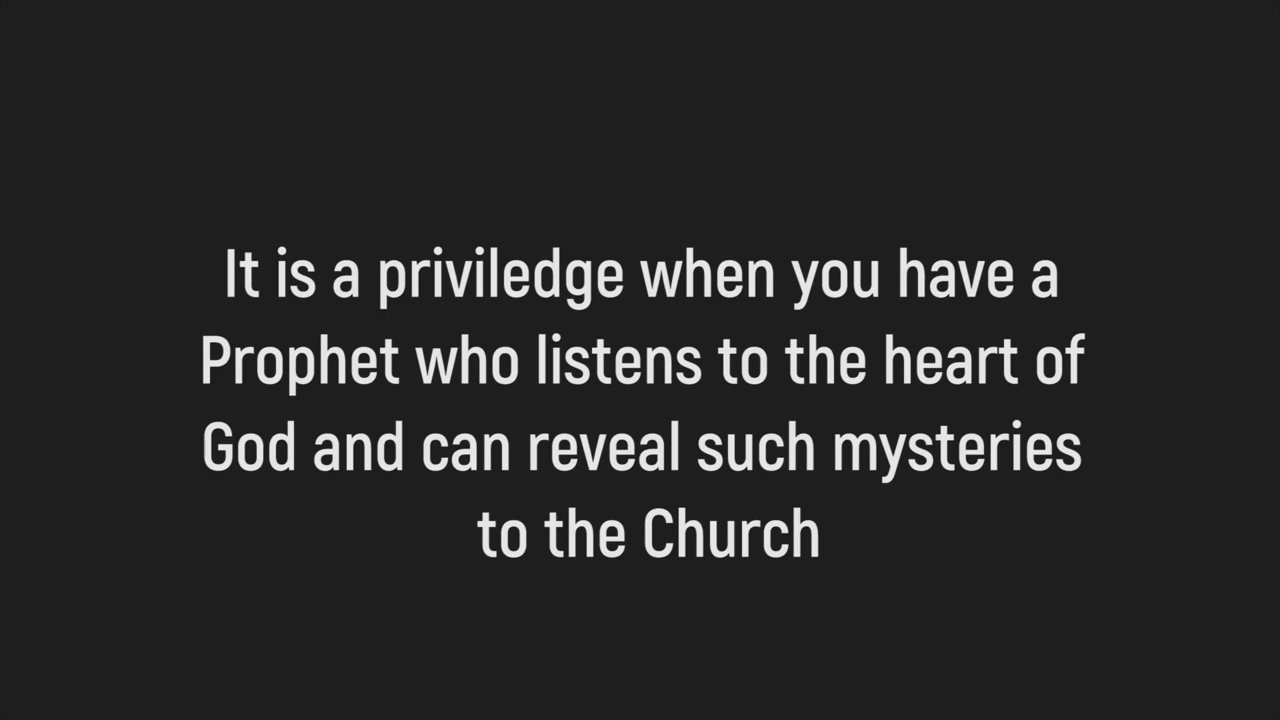 It is a priviledge when you have a
Prophet who listens to the heart of
God and can reveal such mysteries
to the Church